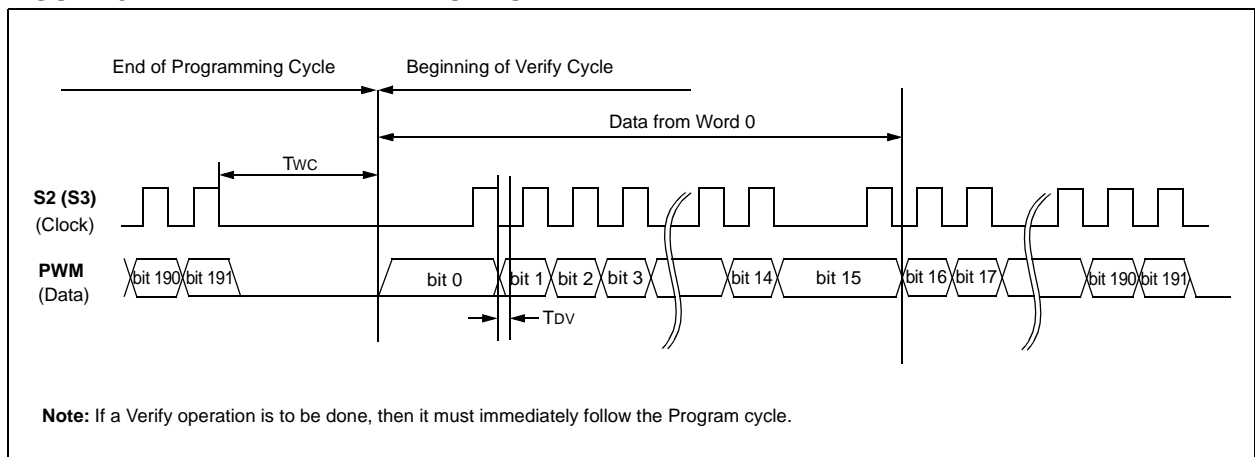 End of Programming Cycle
Beginning of Verify Cycle
Data from Word 0
TWC
S2 (S3)
(Clock)
PWM
(Data)
bit 190
bit 191
bit 0
bit 1
bit 2
bit 3
bit 14
bit 15
bit 16
bit 17
bit 190
bit 191
TDV
Note: If a Verify operation is to be done, then it must immediately follow the Program cycle.